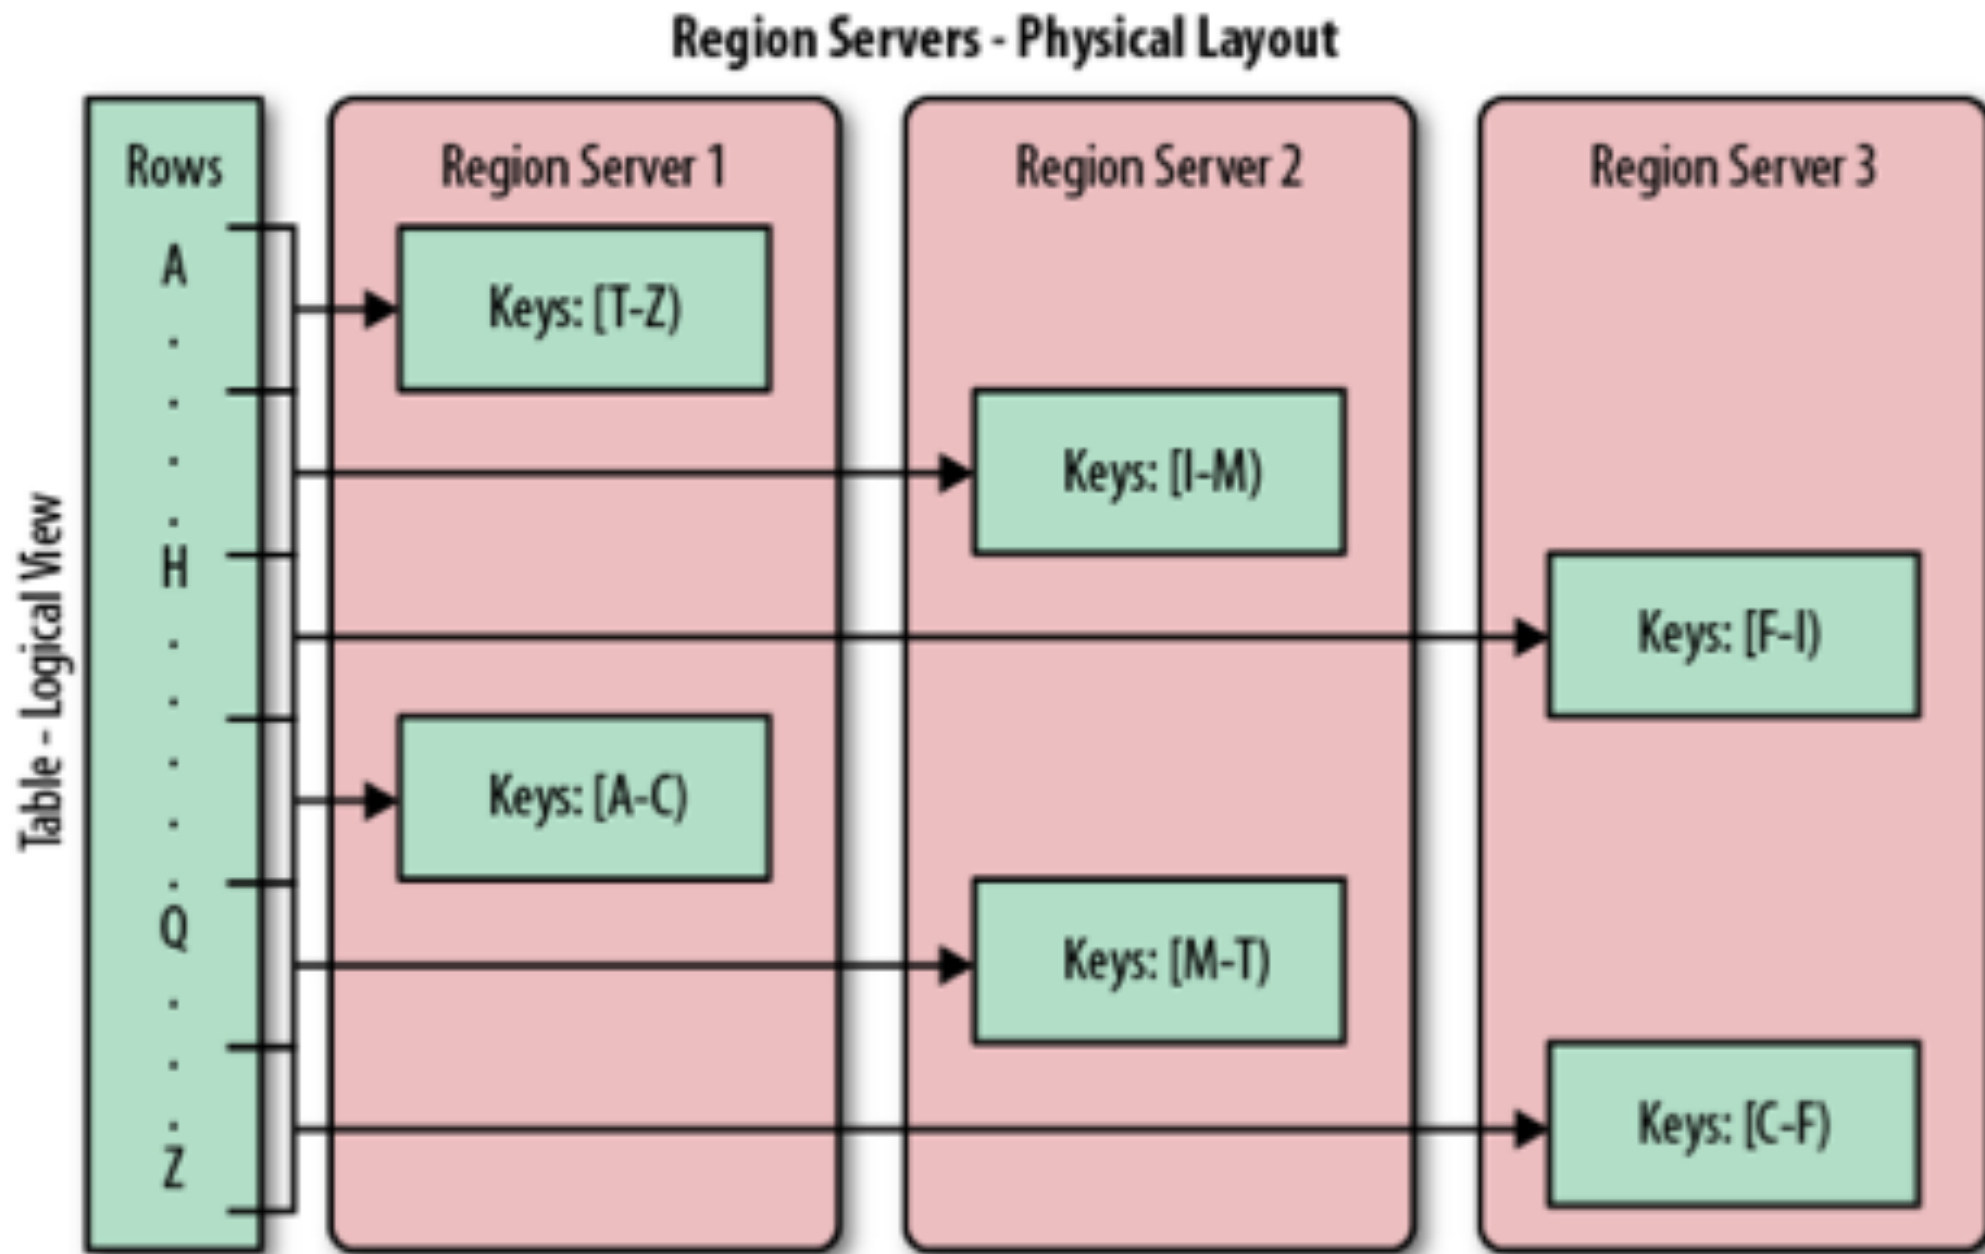 Region Servers - Physical Layout
Table - Logical View
Rows
A
.
.
.
.
H
.
.
.
.
.
Q
.
.
.
Z
Region Server 1
Keys: [T-Z)
Keys: [A-C)
Region Server 2
Keys: [I-M)
Keys: [M-T)
Region Server 3
Keys: [F-I)
Keys: [C-F)